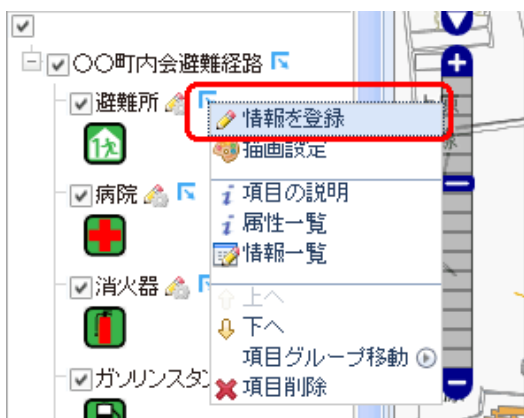 〇〇町内会避難経路
避難所
情報を登録
描画設定
病院
項目の説明
属性一覧
情報一覧
消火器
上へ
下へ
項目グループ移動
ガソリンスタン
項目削除